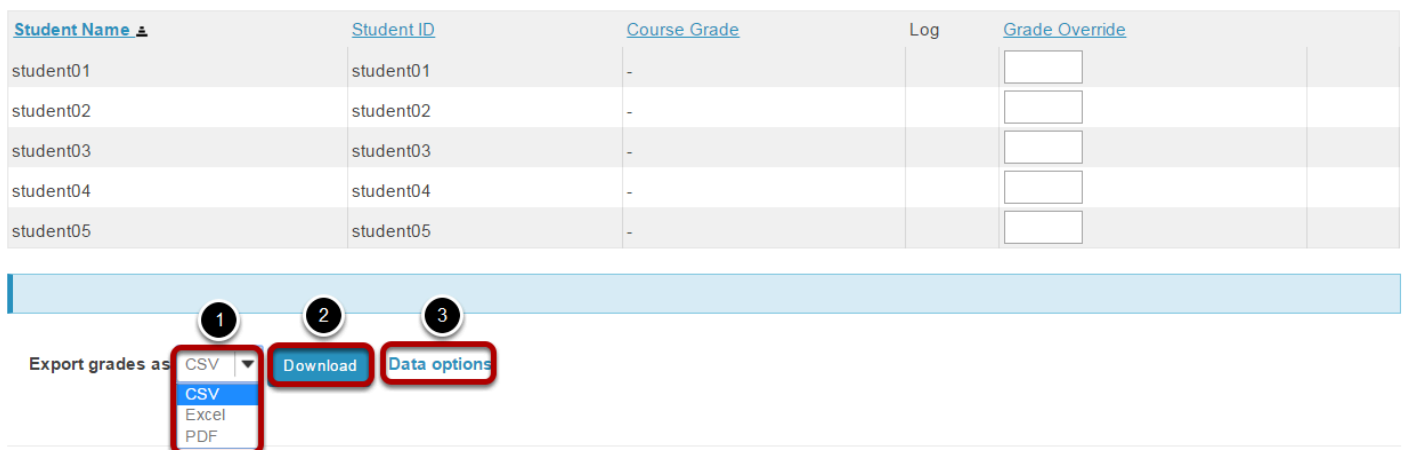 Student Name Student ID Course Grade Log Grade Override
student01 student01 -
student02 student02 -
student03 student03 -
student04 student04 -
student05 student05 -
1 2 3
Export grades as CSV Download Data options
CSV
Excel
PDF